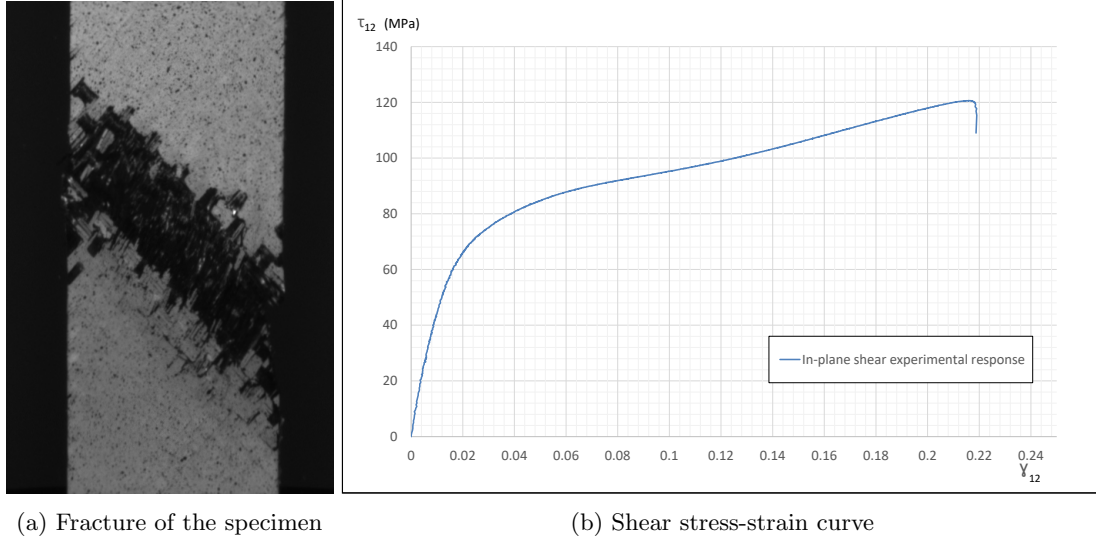 τ₁₂ (MPa)
140
120
100
80
60
40
20
0
0 0.02 0.04 0.06 0.08 0.1 0.12 0.14 0.16 0.18 0.2 0.22 0.24
γ₁₂
In-plane shear experimental response
(a) Fracture of the specimen
(b) Shear stress-strain curve